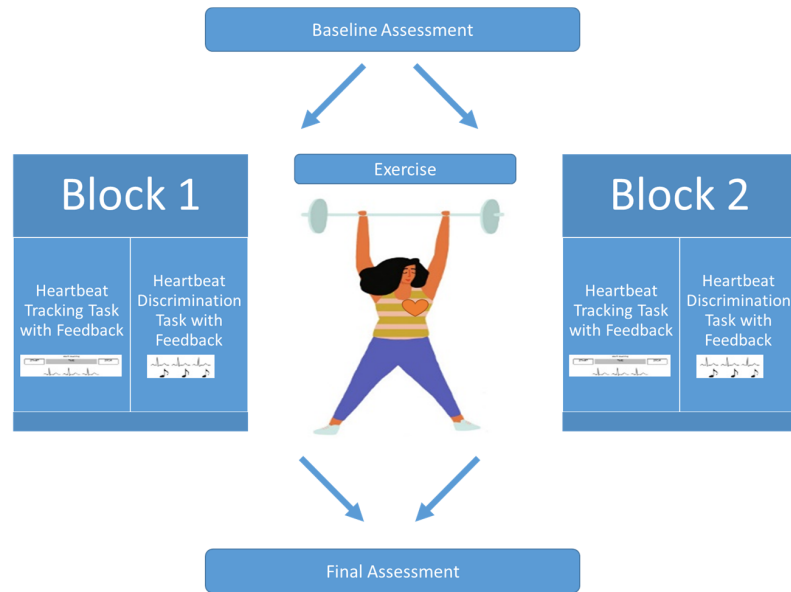 Baseline Assessment
Exercise
Block 1
Heartbeat
Tracking Task
with Feedback
Heartbeat
Discrimination
Task with
Feedback
Block 2
Heartbeat
Tracking Task
with Feedback
Heartbeat
Discrimination
Task with
Feedback
Final Assessment